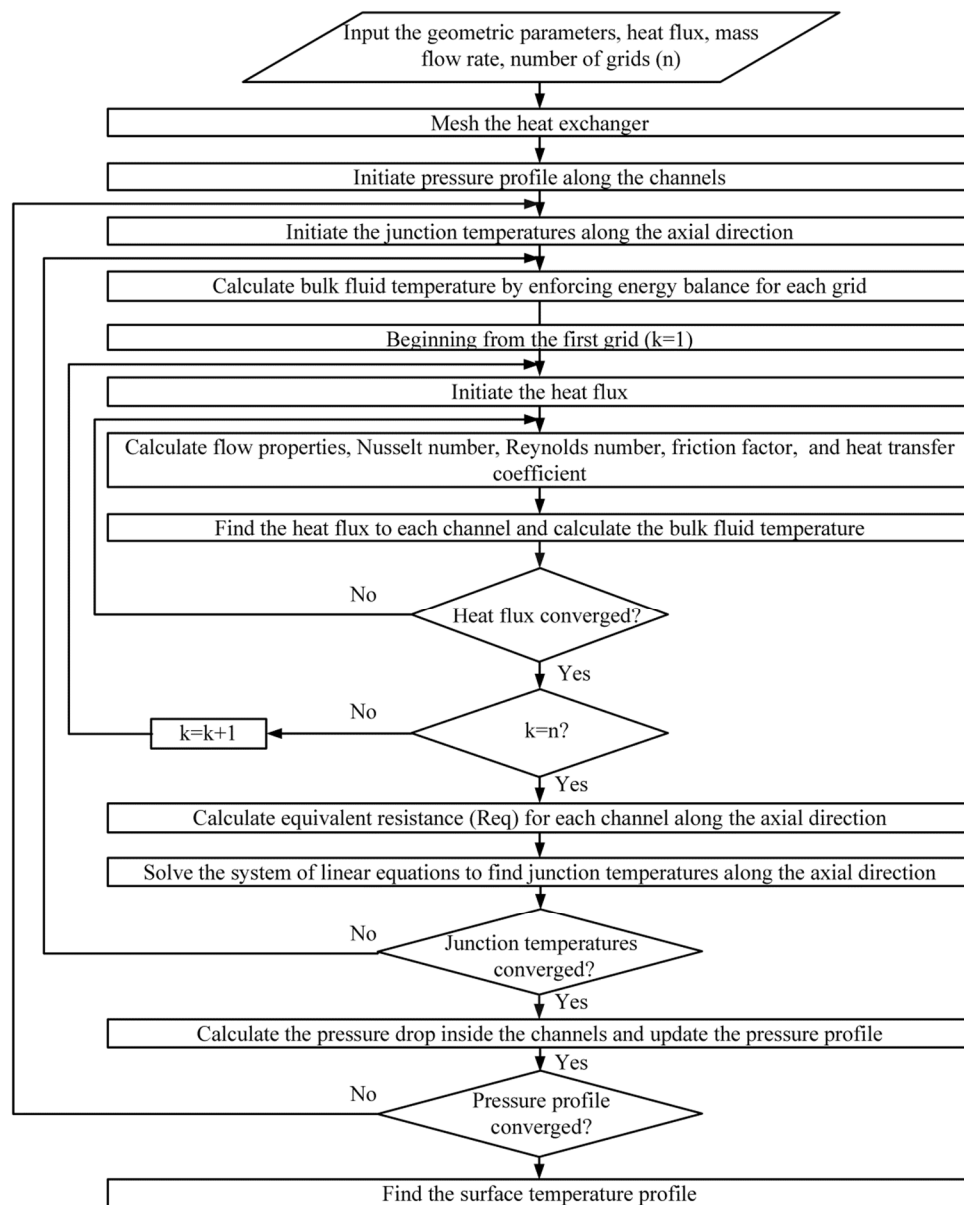 Input the geometric parameters, heat flux, mass
flow rate, number of grids (n)
Mesh the heat exchanger
Initiate pressure profile along the channels
Initiate the junction temperatures along the axial direction
Calculate bulk fluid temperature by enforcing energy balance for each grid
Beginning from the first grid (k=1)
Initiate the heat flux
Calculate flow properties, Nusselt number, Reynolds number, friction factor, and heat transfer
coefficient
Find the heat flux to each channel and calculate the bulk fluid temperature
No
Heat flux converged?
Yes
No
k=k+1
k=n?
Yes
Calculate equivalent resistance (Req) for each channel along the axial direction
Solve the system of linear equations to find junction temperatures along the axial direction
No
Junction temperatures
converged?
Yes
Calculate the pressure drop inside the channels and update the pressure profile
Yes
No
Pressure profile
converged?
Find the surface temperature profile